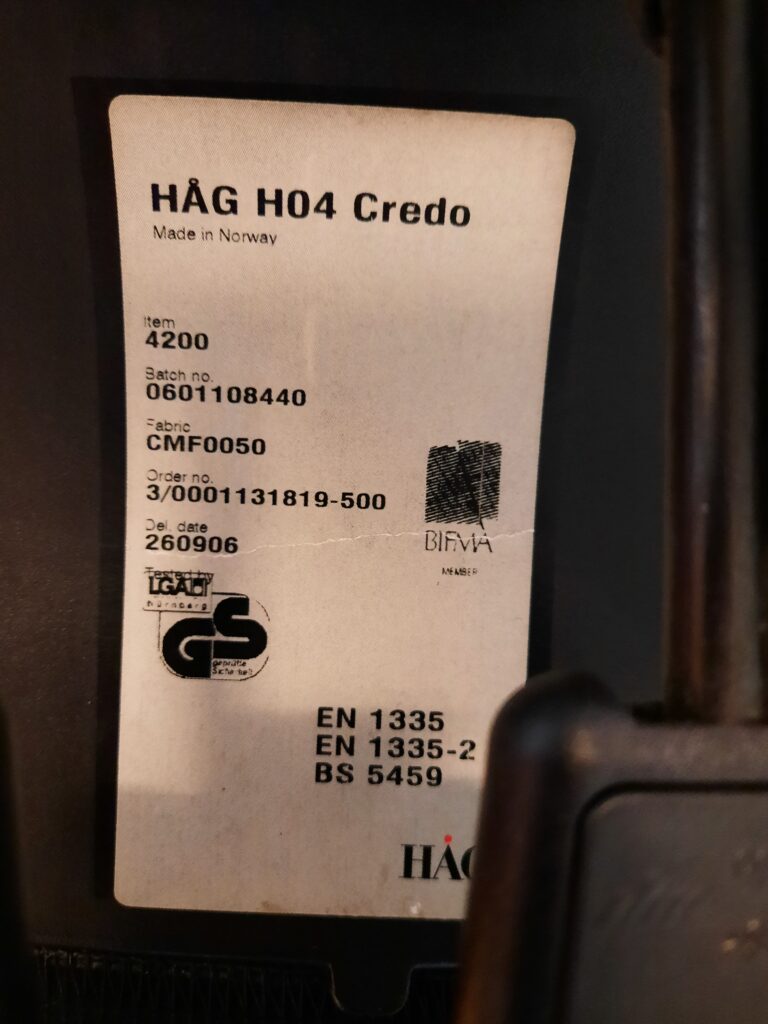 HÅG H04 Credo
Made in Norway
Item
4200
Batch no.
0601108440
Fabric
CMF0050
Order no.
3/0001131819-500
Del. date
260906
Tested by
LGA
Nürnberg
GS
geprüfte
Sicherheit
BIFMA
MEMBER
EN 1335
EN 1335-2
BS 5459
HÅG